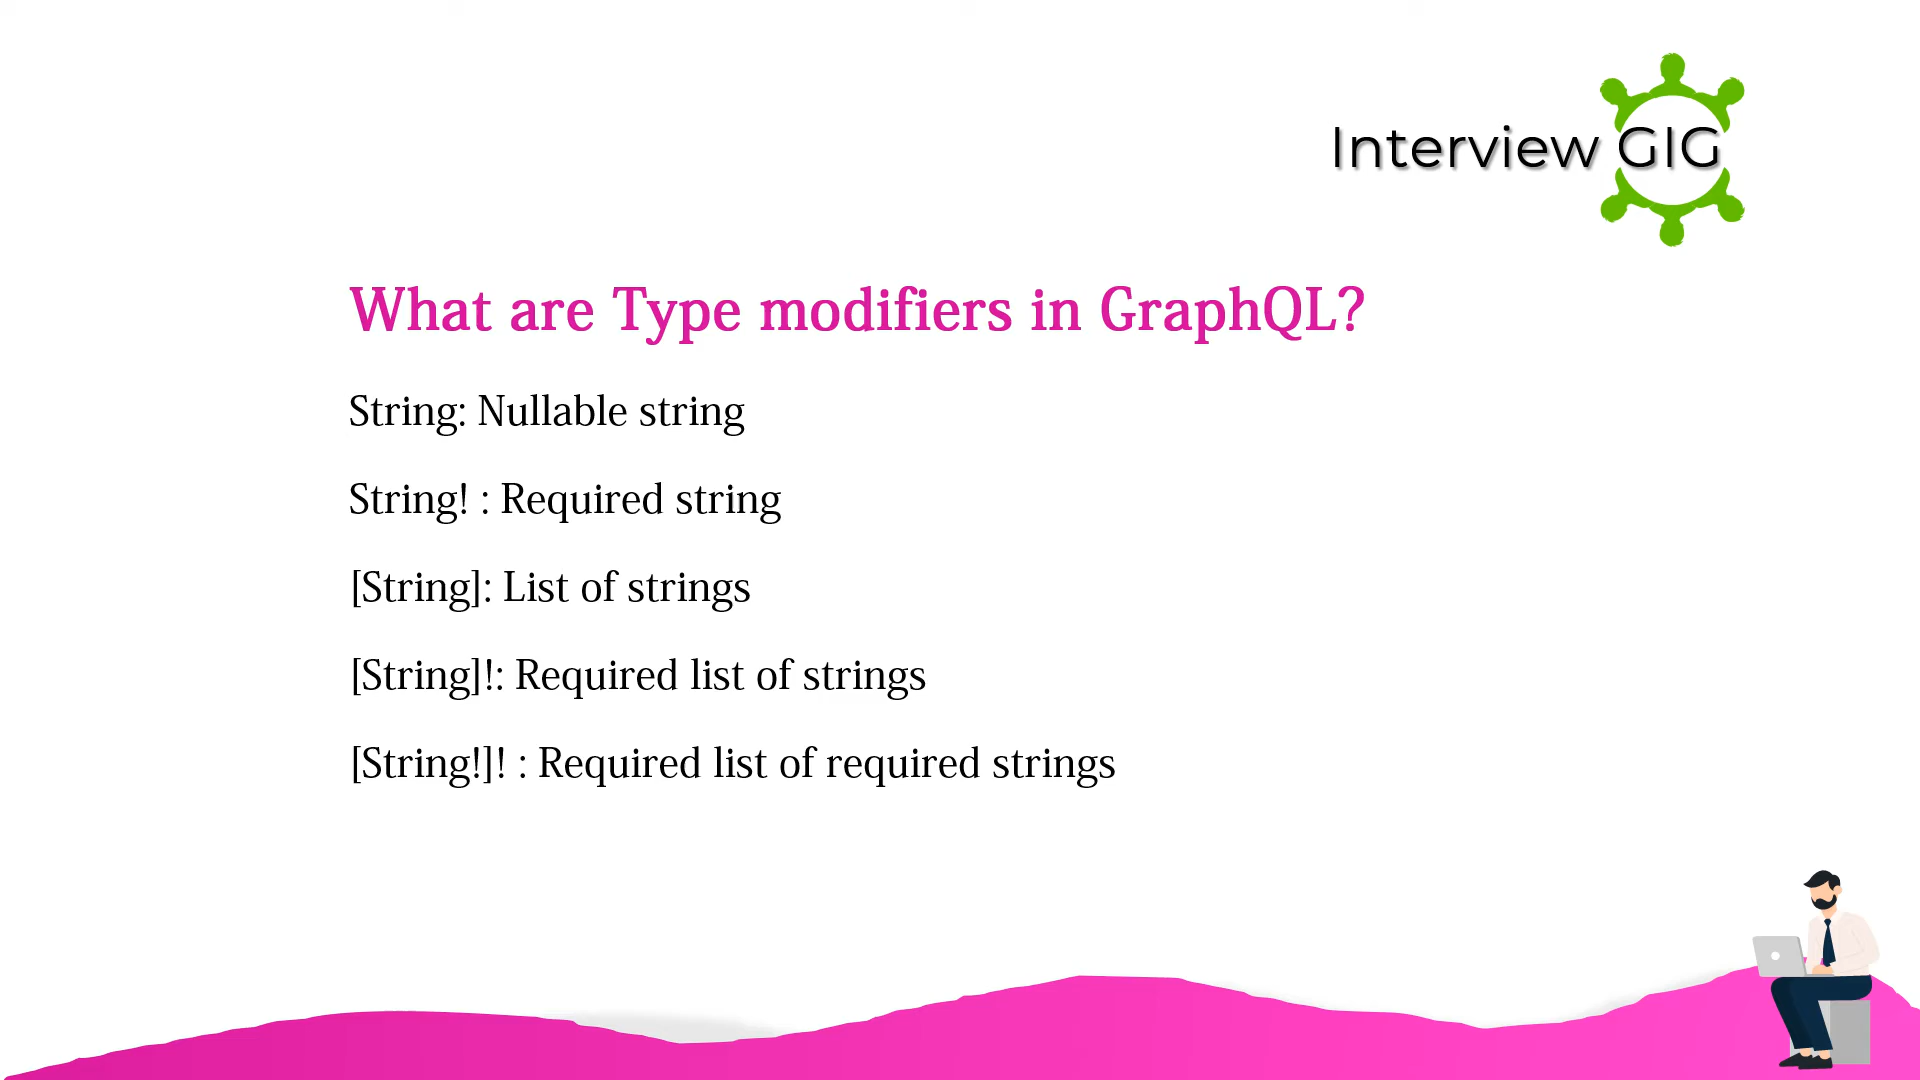 Interview GIG
What are Type modifiers in GraphQL?
String: Nullable string
String! : Required string
[String]: List of strings
[String]!: Required list of strings
[String!]! : Required list of required strings